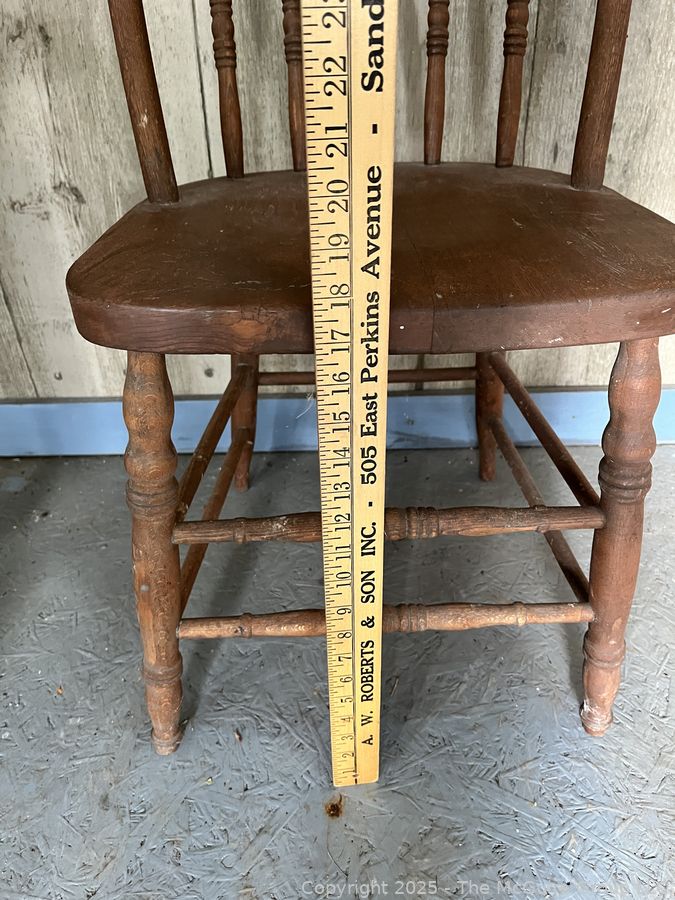 A. W. ROBERTS & SON INC. - 505 East Perkins Avenue - Sand
1 2 3 4 5 6 7 8 9 10 11 12 13 14 15 16 17 18 19 20 21 22 23
Copyright 2025 - The